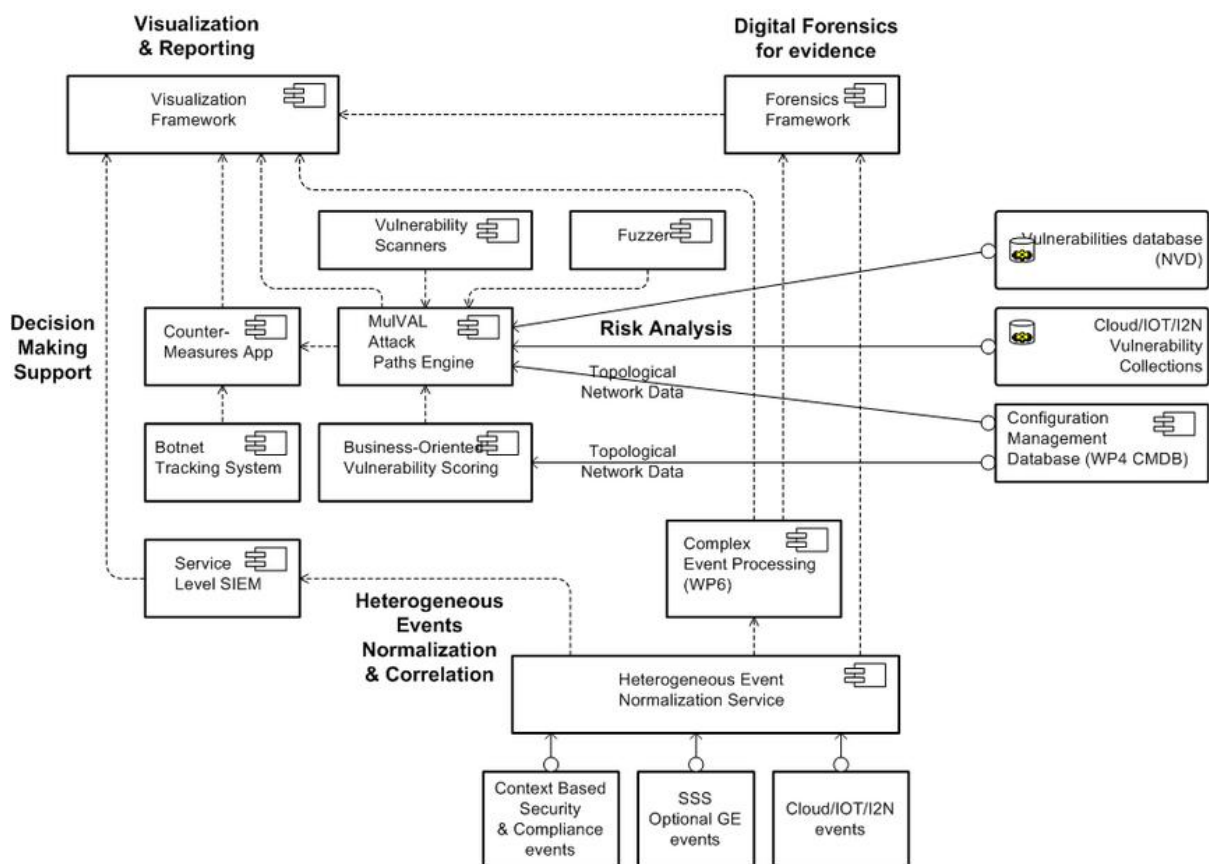 Visualization
& Reporting
Digital Forensics
for evidence
Visualization
Framework
Forensics
Framework
Vulnerability
Scanners
Fuzzer
Vulnerabilities database
(NVD)
Decision
Making
Support
Counter-
Measures App
MulVAL
Attack
Paths Engine
Risk Analysis
Cloud/IOT/I2N
Vulnerability
Collections
Topological
Network Data
Botnet
Tracking System
Business-Oriented
Vulnerability Scoring
Topological
Network Data
Configuration
Management
Database (WP4 CMDB)
Service
Level SIEM
Complex
Event Processing
(WP6)
Heterogeneous
Events
Normalization
& Correlation
Heterogeneous Event
Normalization Service
Context Based
Security
& Compliance
events
SSS
Optional GE
events
Cloud/IOT/I2N
events